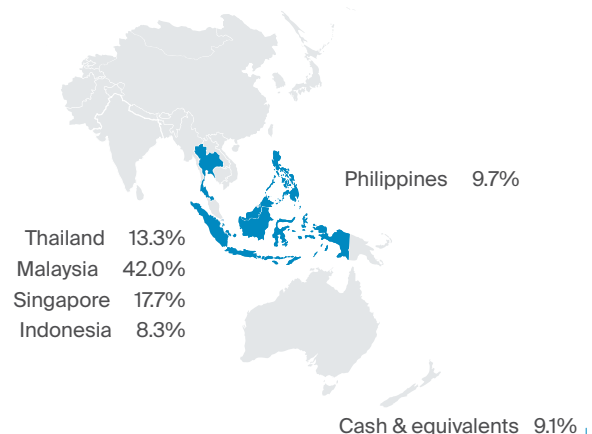 Philippines 9.7%
Thailand 13.3%
Malaysia 42.0%
Singapore 17.7%
Indonesia 8.3%
Cash & equivalents 9.1%